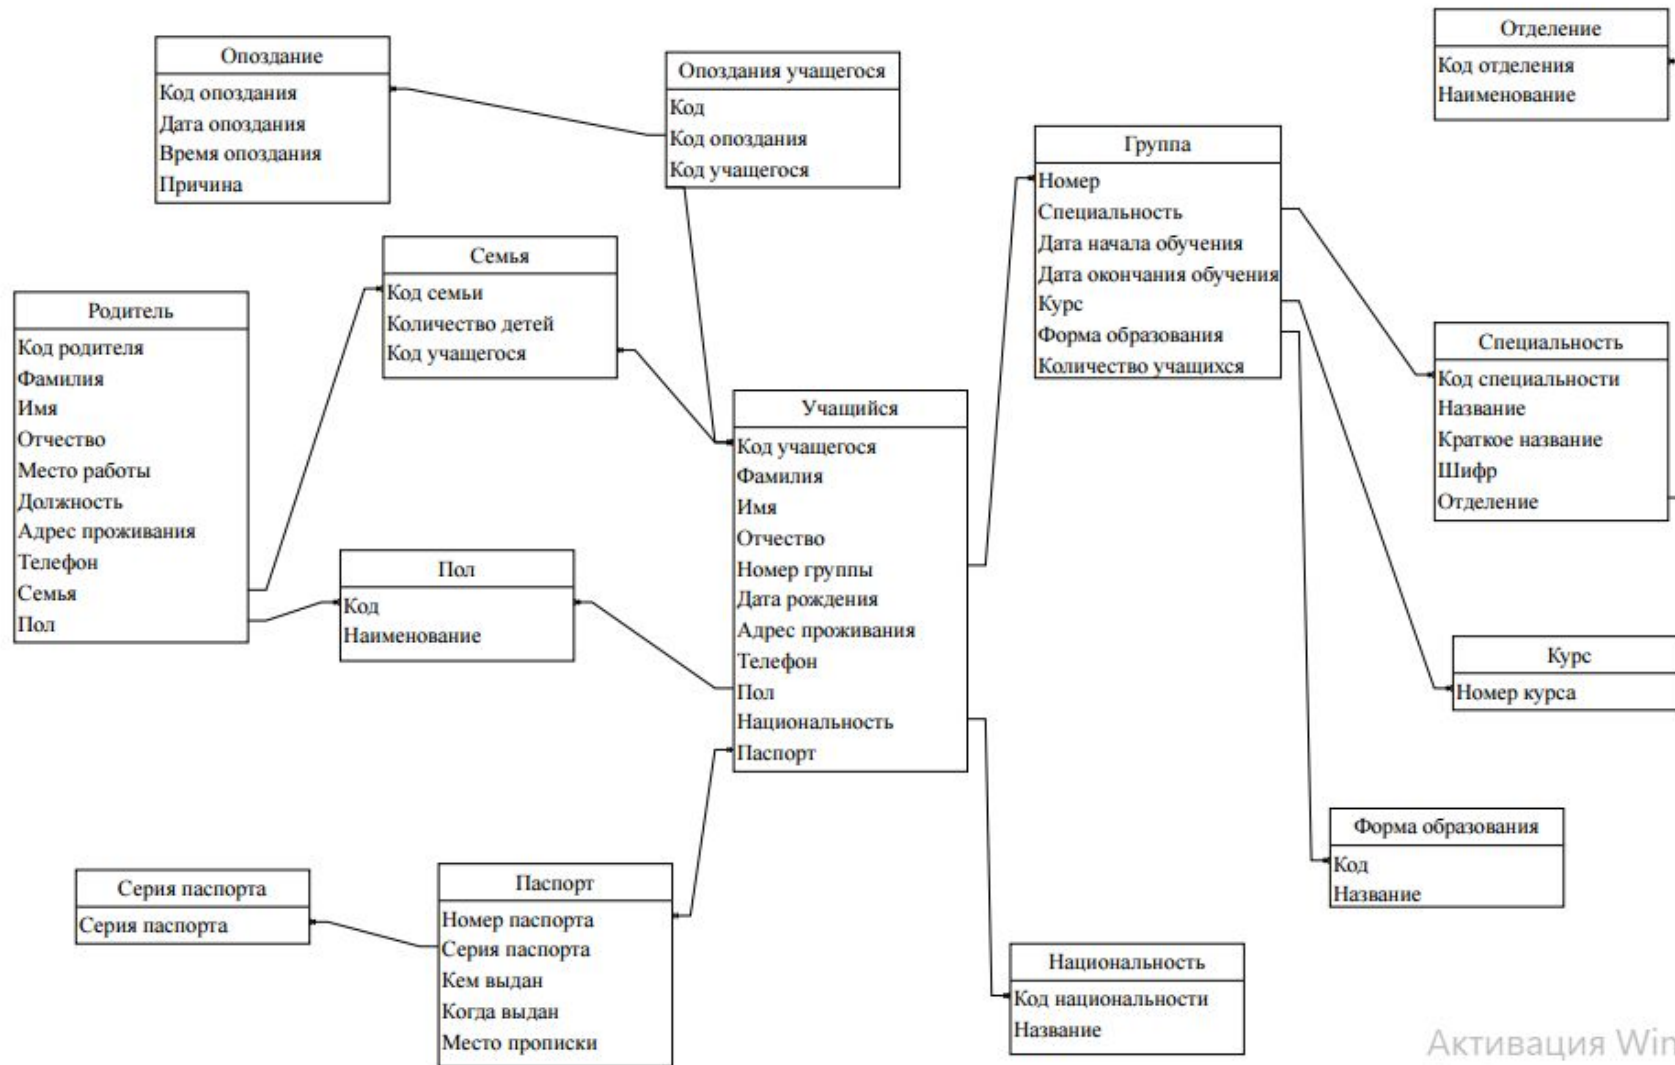 Опоздание
Код опоздания
Дата опоздания
Время опоздания
Причина
Опоздания учащегося
Код
Код опоздания
Код учащегося
Отделение
Код отделения
Наименование
Группа
Номер
Специальность
Дата начала обучения
Дата окончания обучения
Курс
Форма образования
Количество учащихся
Семья
Код семьи
Количество детей
Код учащегося
Родитель
Код родителя
Фамилия
Имя
Отчество
Место работы
Должность
Адрес проживания
Телефон
Семья
Пол
Специальность
Код специальности
Название
Краткое название
Шифр
Отделение
Учащийся
Код учащегося
Фамилия
Имя
Отчество
Номер группы
Дата рождения
Адрес проживания
Телефон
Пол
Национальность
Паспорт
Пол
Код
Наименование
Курс
Номер курса
Форма образования
Код
Название
Серия паспорта
Серия паспорта
Паспорт
Номер паспорта
Серия паспорта
Кем выдан
Когда выдан
Место прописки
Национальность
Код национальности
Название
Активация Win